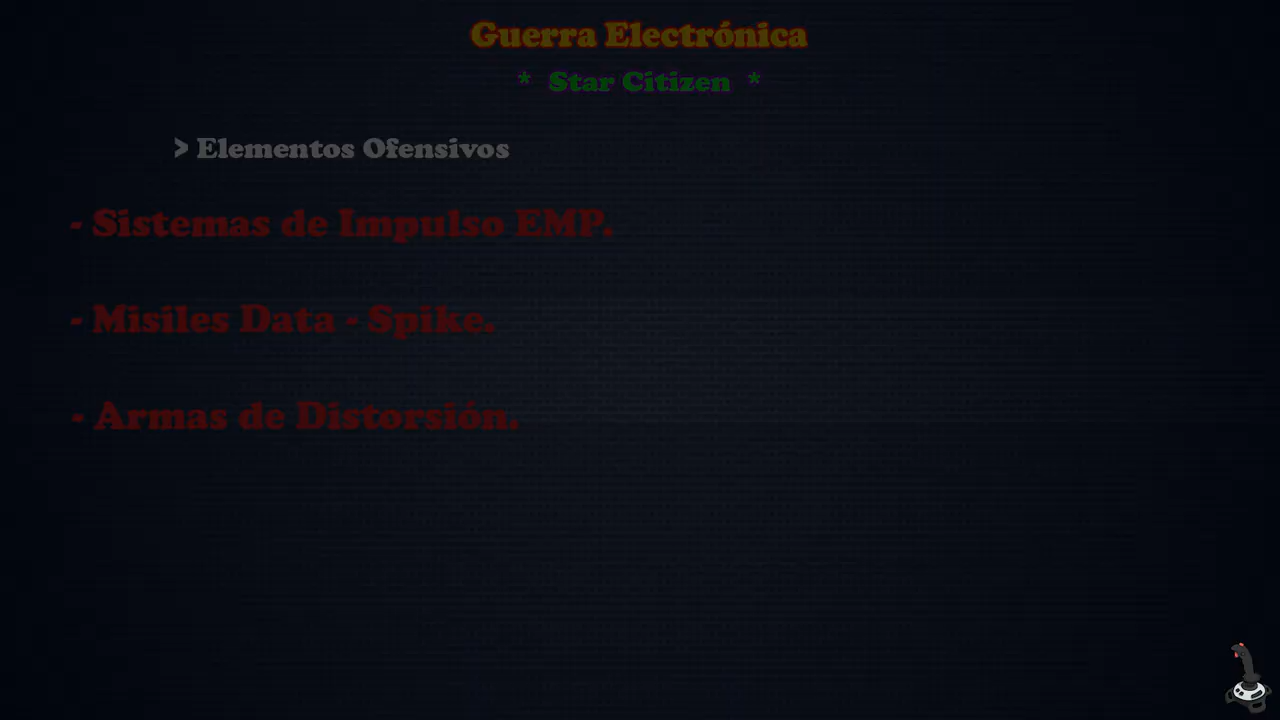 Guerra Electrónica
* Star Citizen *
> Elementos Ofensivos
- Sistemas de Impulso EMP.
- Misiles Data - Spike.
- Armas de Distorsión.